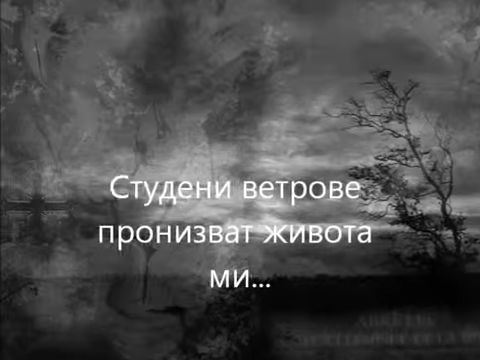 Студени ветрове
пронизват живота
ми...